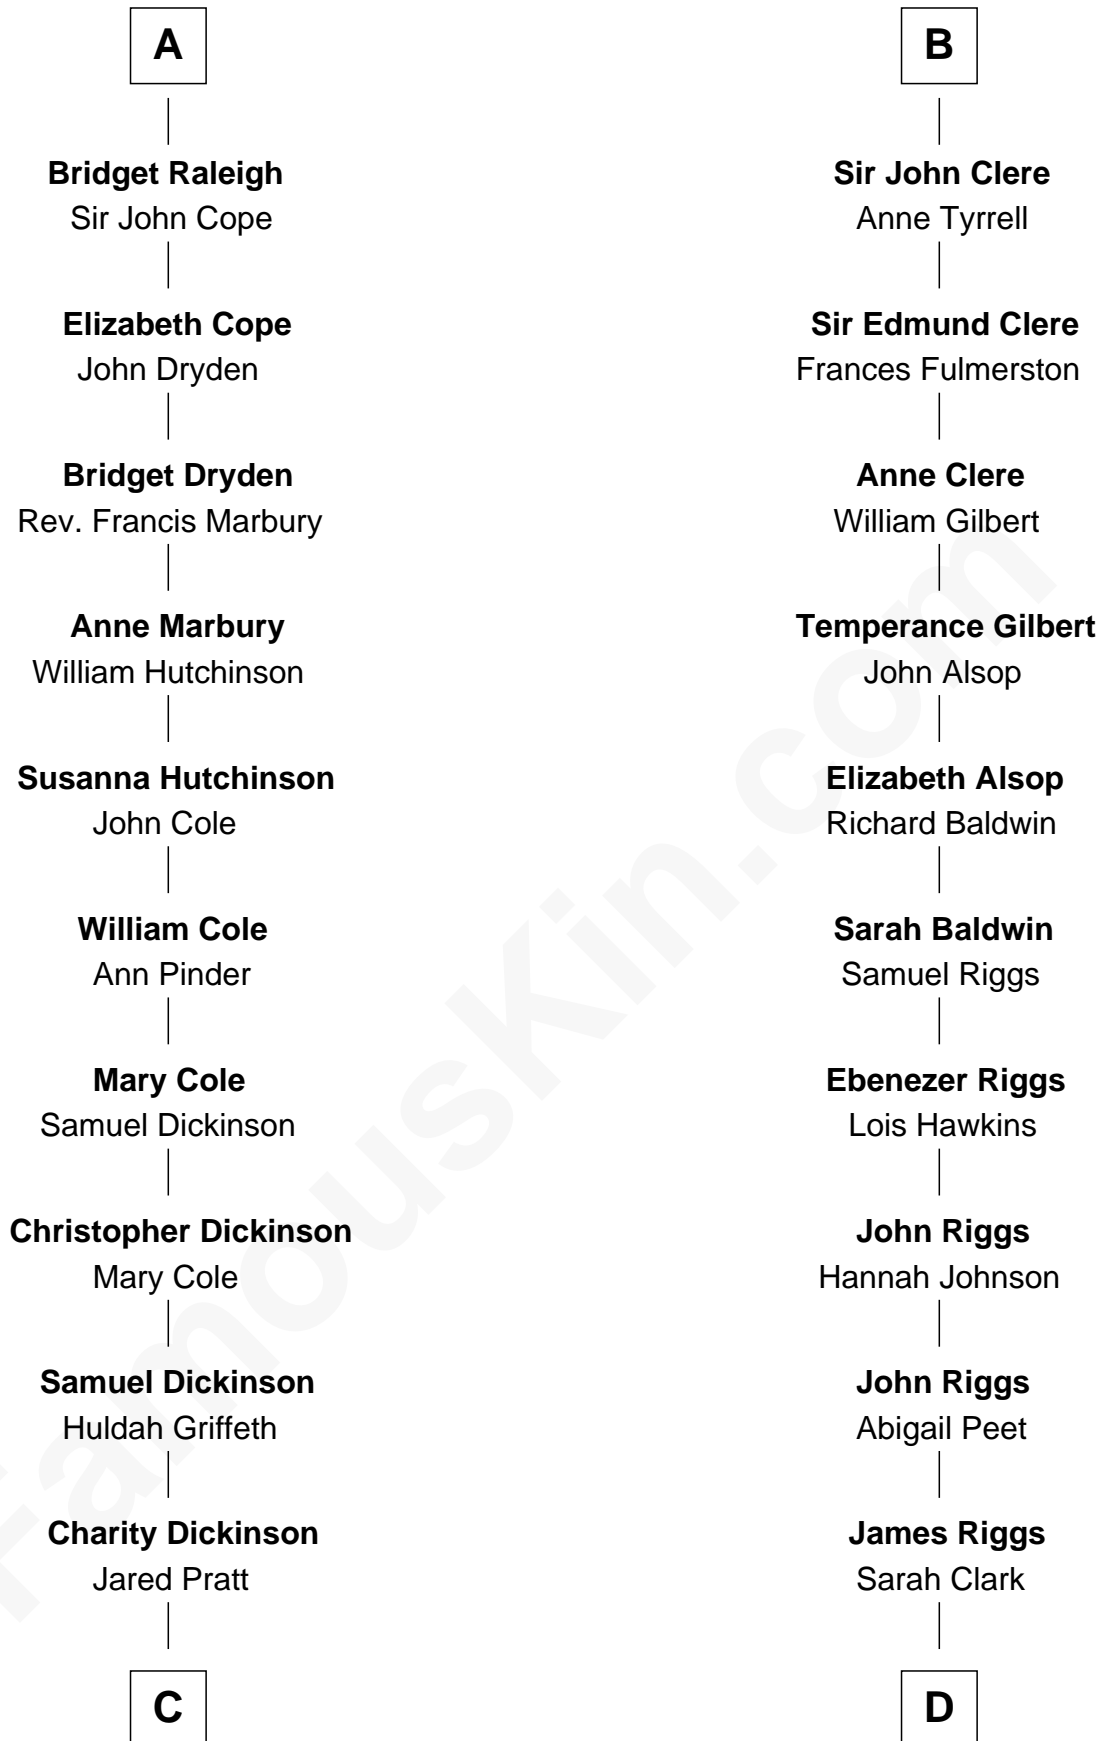 A
Bridget Raleigh
Sir John Cope
Elizabeth Cope
John Dryden
Bridget Dryden
Rev. Francis Marbury
Anne Marbury
William Hutchinson
Susanna Hutchinson
John Cole
William Cole
Ann Pinder
Mary Cole
Samuel Dickinson
Christopher Dickinson
Mary Cole
Samuel Dickinson
Huldah Griffeth
Charity Dickinson
Jared Pratt
C
B
Sir John Clere
Anne Tyrrell
Sir Edmund Clere
Frances Fulmerston
Anne Clere
William Gilbert
Temperance Gilbert
John Alsop
Elizabeth Alsop
Richard Baldwin
Sarah Baldwin
Samuel Riggs
Ebenezer Riggs
Lois Hawkins
John Riggs
Hannah Johnson
John Riggs
Abigail Peet
James Riggs
Sarah Clark
D
FamousKin.com